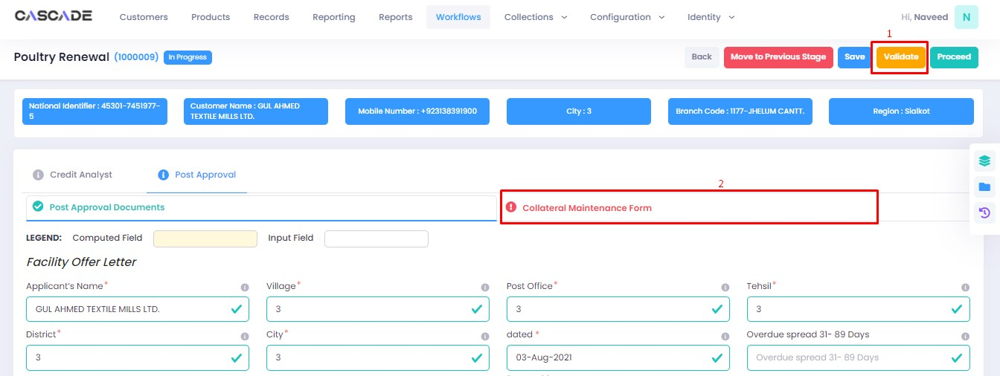 CASCADE Customers Products Records Reporting Reports Workflows Collections Configuration Identity Hi, Naveed N
1
Poultry Renewal (1000009) In Progress Back Move to Previous Stage Save Validate Proceed
National Identifier : 45301-7451977-
5
Customer Name : GUL AHMED
TEXTILE MILLS LTD.
Mobile Number : +923138391900
City : 3
Branch Code : 1177-JHELUM CANTT.
Region : Sialkot
Credit Analyst Post Approval
2
Post Approval Documents Collateral Maintenance Form
LEGEND: Computed Field Input Field
Facility Offer Letter
Applicant's Name* Village* Post Office* Tehsil*
GUL AHMED TEXTILE MILLS LTD. 3 3 3
District* City* dated * Overdue spread 31- 89 Days
3 3 03-Aug-2021 Overdue spread 31- 89 Days